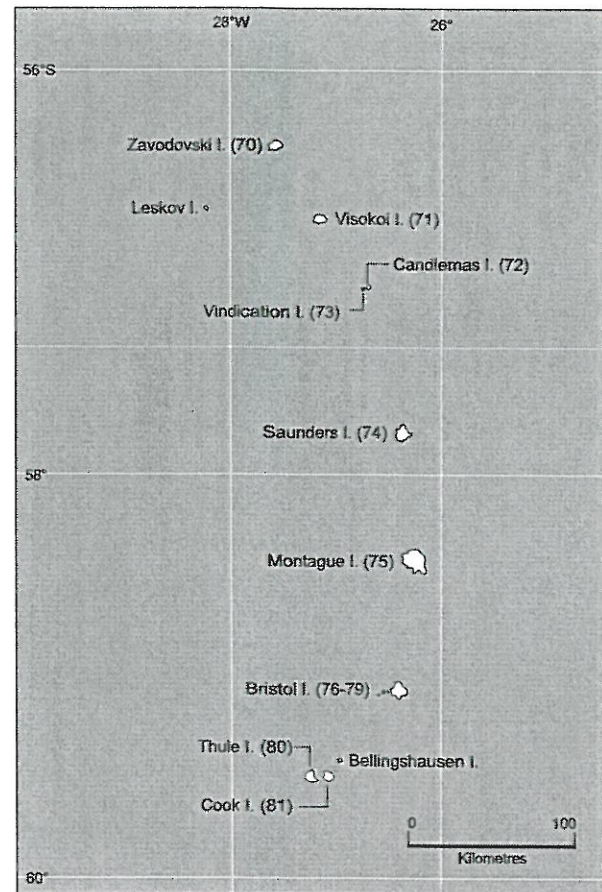 28°W 26°
56°S
Zavodovski I. (70)
Leskov I.
Visokoi I. (71)
Candlemas I. (72)
Vindication I. (73)
Saunders I. (74)
58°
Montague I. (75)
Bristol I. (76-79)
Thule I. (80)
Bellingshausen I.
Cook I. (81)
0 100
Kilometres
60°